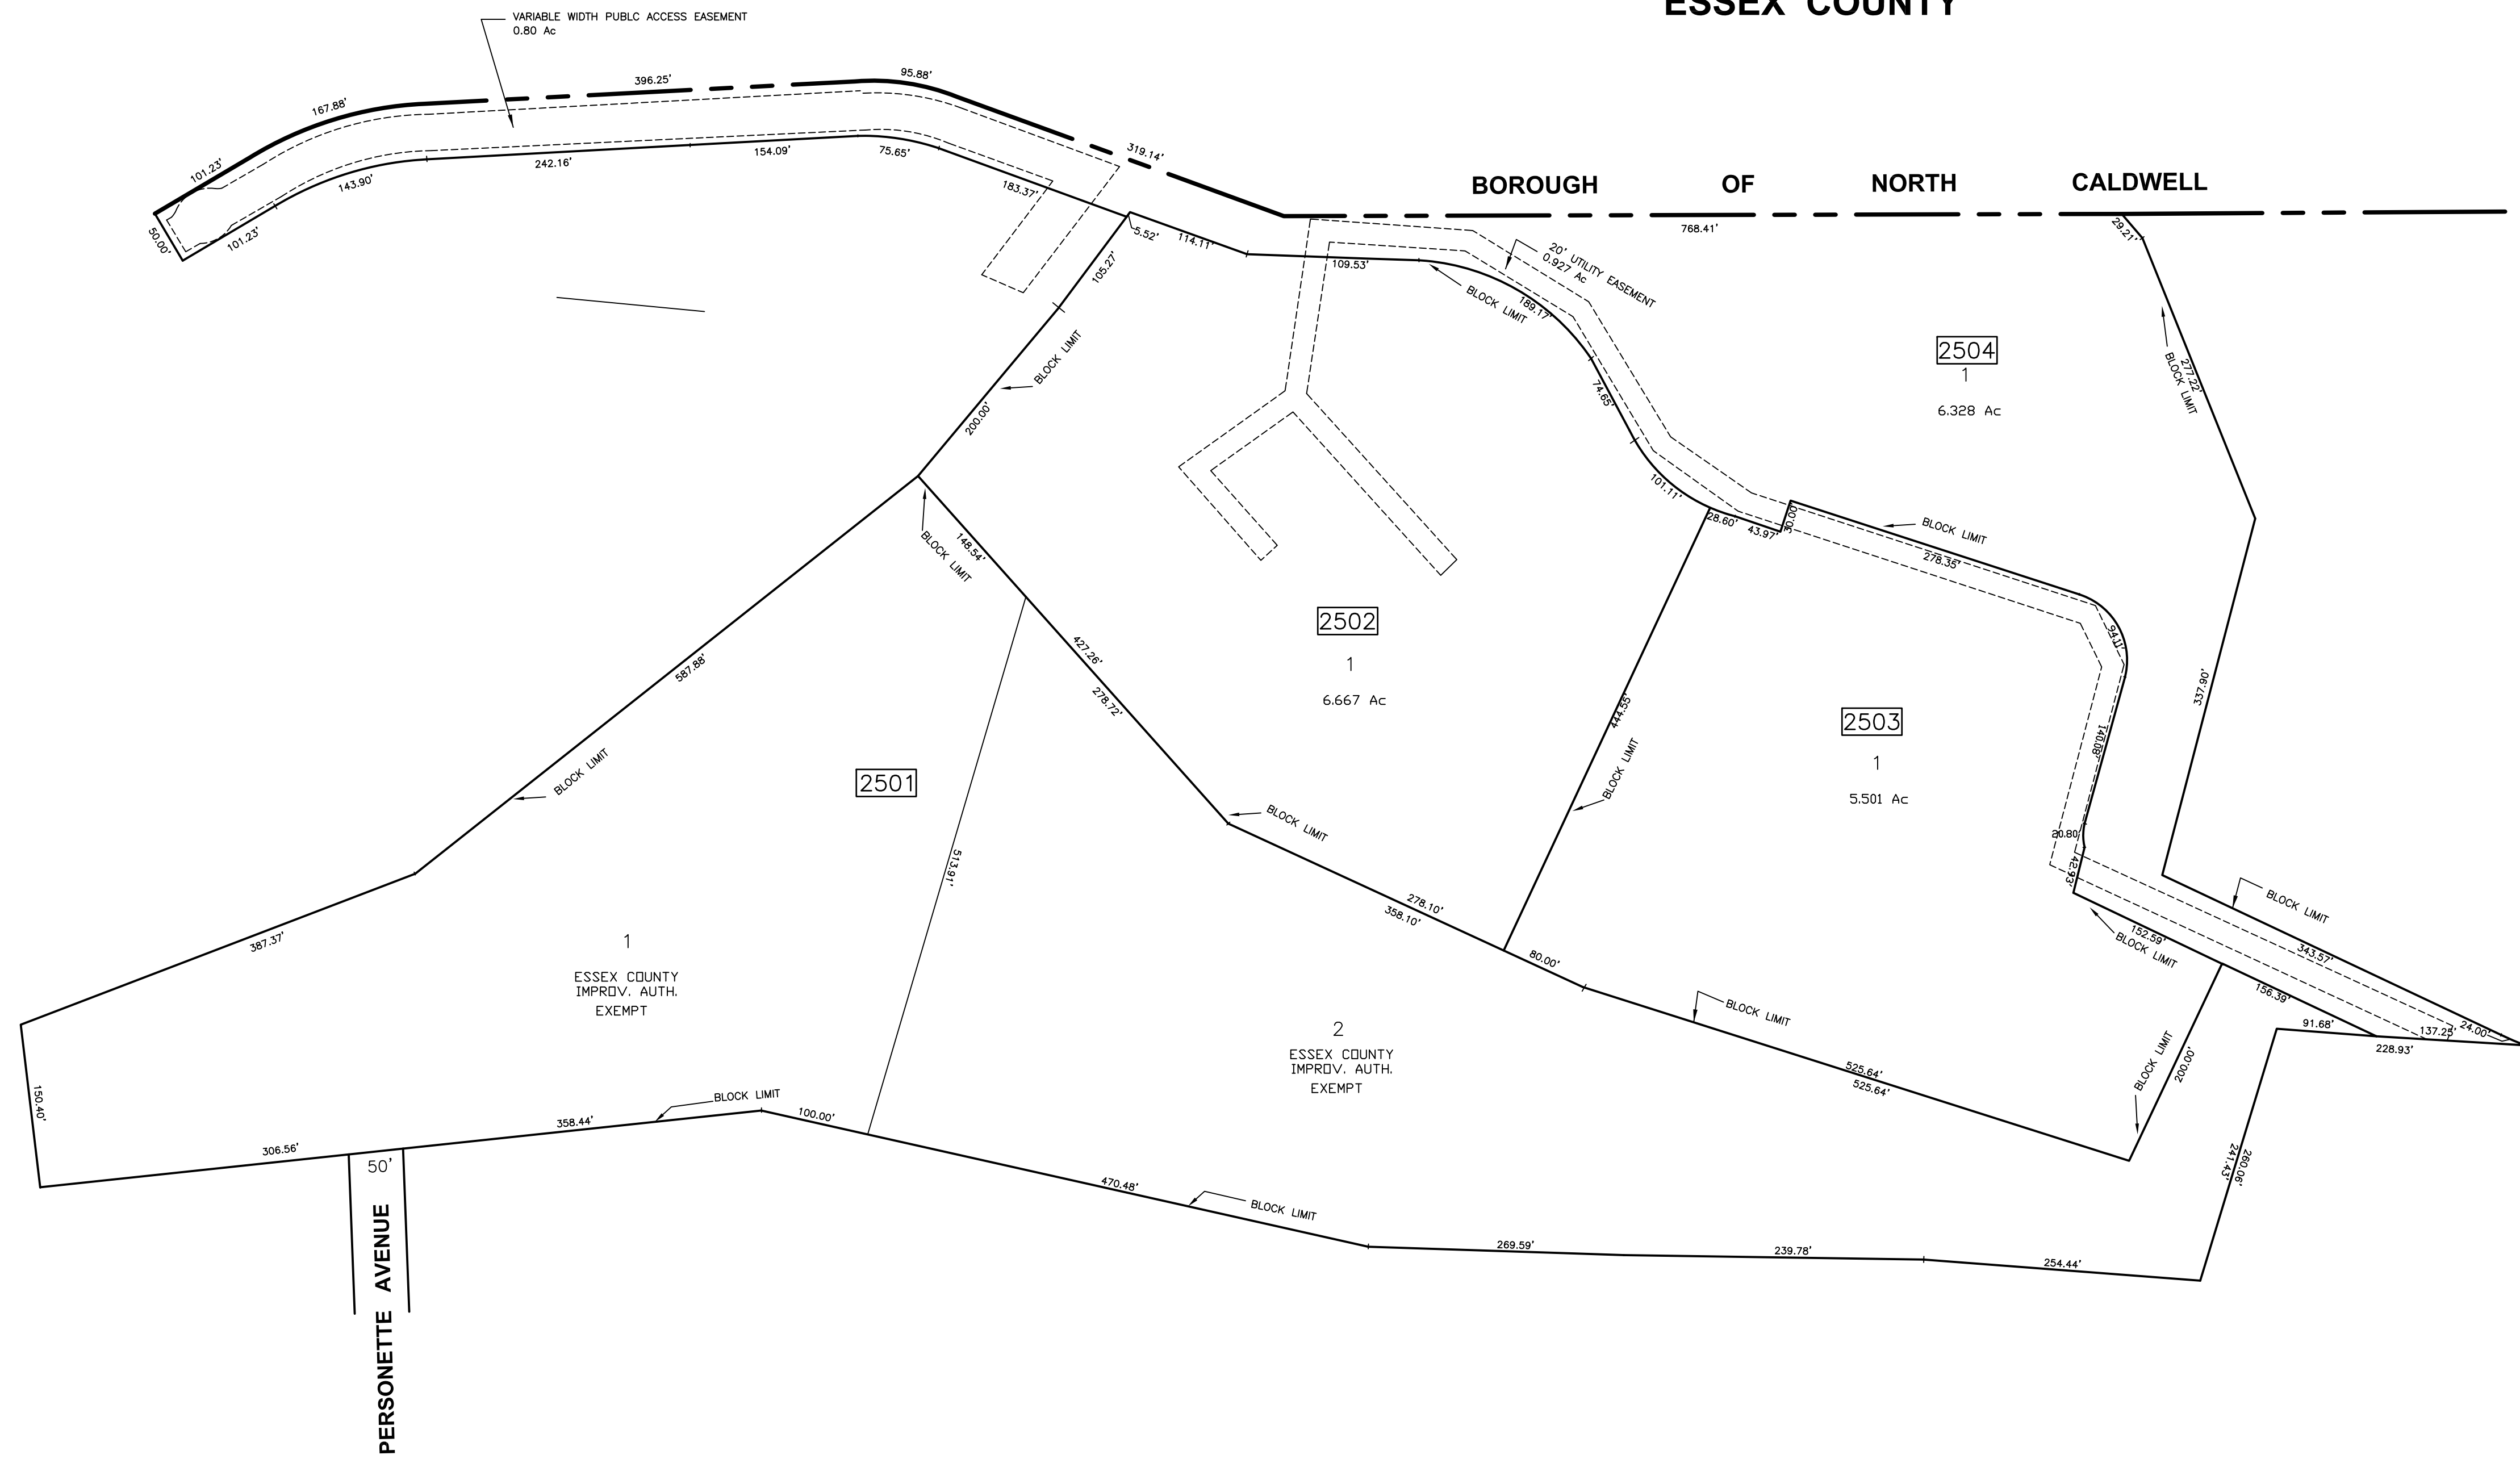 ESSEX COUNTY
VARIABLE WIDTH PUBLC ACCESS EASEMENT
0.80 Ac
396.25'
95.88'
167.88'
101.23'
50.00'
101.23'
143.90'
242.16'
154.09'
75.65'
183.37'
319.14'
BOROUGH OF NORTH CALDWELL
768.41'
29.21'
5.52'
114.11'
105.27'
109.53'
BLOCK LIMIT
189.17'
20' UTILITY EASEMENT
0.927 Ac
2504
1
6.328 Ac
277.22'
BLOCK LIMIT
BLOCK LIMIT
200.00'
74.65'
101.11'
28.60'
43.97'
30.00'
BLOCK LIMIT
278.35'
94.11'
148.54'
BLOCK LIMIT
427.26'
278.72'
2502
1
6.667 Ac
587.88'
BLOCK LIMIT
2501
513.91'
444.55'
BLOCK LIMIT
2503
1
5.501 Ac
140.08'
337.90'
20.80'
42.93'
BLOCK LIMIT
278.10'
358.10'
80.00'
BLOCK LIMIT
343.57'
152.59'
BLOCK LIMIT
156.39'
387.37'
1
ESSEX COUNTY
IMPROV. AUTH.
EXEMPT
2
ESSEX COUNTY
IMPROV. AUTH.
EXEMPT
BLOCK LIMIT
525.64'
525.64'
BLOCK LIMIT
200.00'
91.68'
137.25'
24.00'
228.93'
241.43'
260.06'
150.40'
306.56'
358.44'
BLOCK LIMIT
100.00'
470.48'
BLOCK LIMIT
269.59'
239.78'
254.44'
50'
PERSONETTE AVENUE